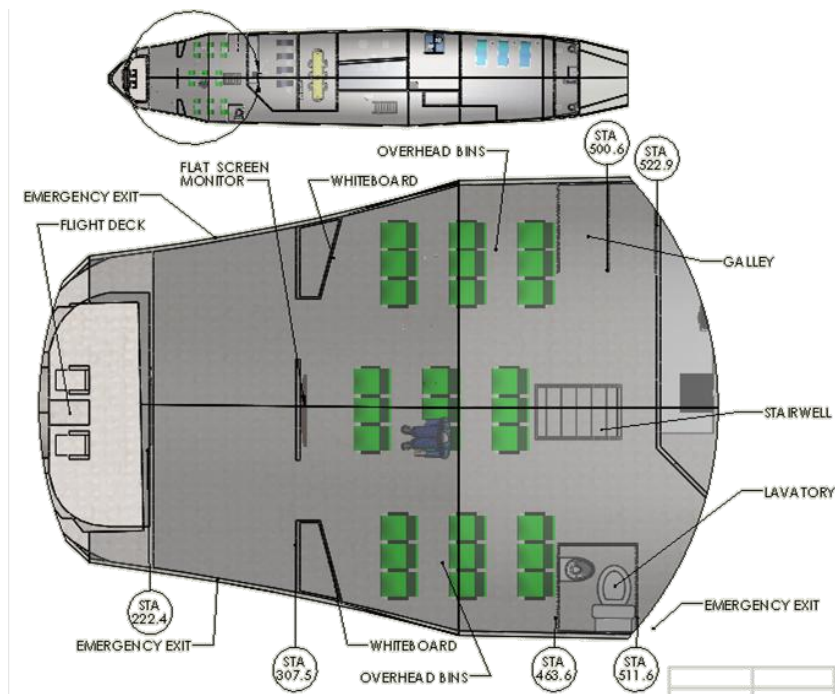 OVERHEAD BINS
STA
500.6
STA
522.9
FLAT SCREEN
MONITOR
WHITEBOARD
EMERGENCY EXIT
FLIGHT DECK
GALLEY
STAIRWELL
LAVATORY
EMERGENCY EXIT
STA
222.4
EMERGENCY EXIT
WHITEBOARD
STA
307.5
OVERHEAD BINS
STA
463.6
STA
511.6